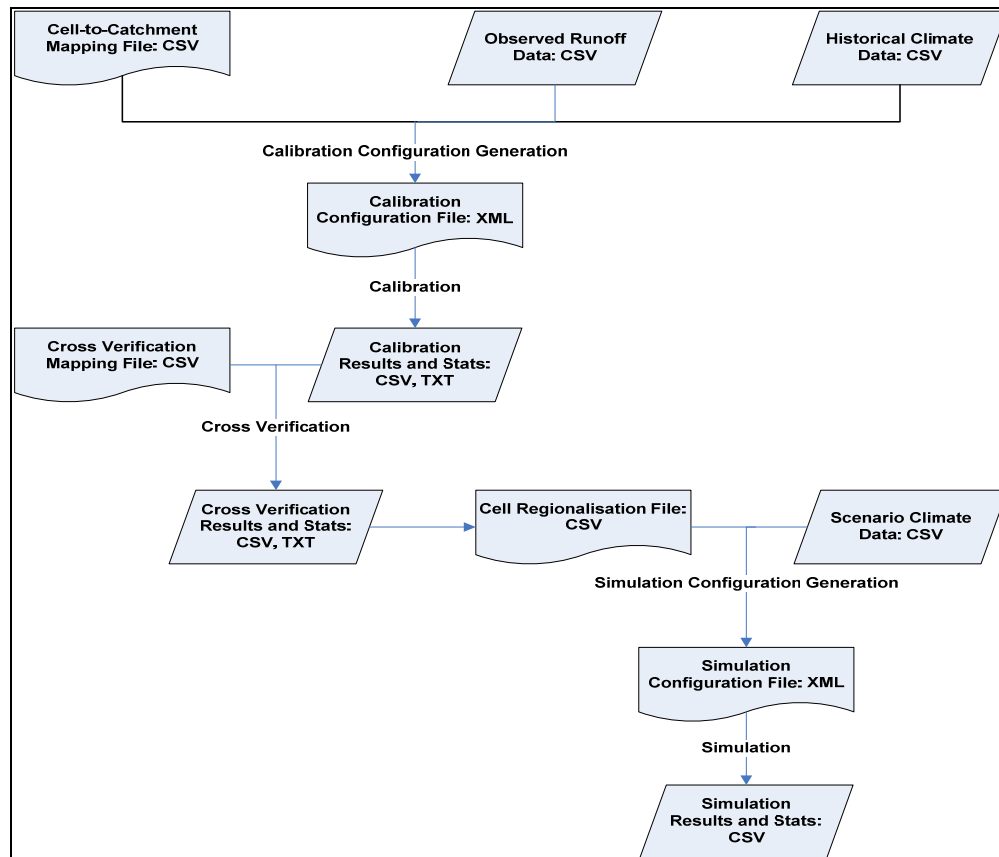 Cell-to-Catchment
Mapping File: CSV
Observed Runoff
Data: CSV
Historical Climate
Data: CSV
Calibration Configuration Generation
Calibration
Configuration File: XML
Calibration
Cross Verification
Mapping File: CSV
Calibration
Results and Stats:
CSV, TXT
Cross Verification
Cross Verification
Results and Stats:
CSV, TXT
Cell Regionalisation File:
CSV
Scenario Climate
Data: CSV
Simulation Configuration Generation
Simulation
Configuration File: XML
Simulation
Simulation
Results and Stats:
CSV